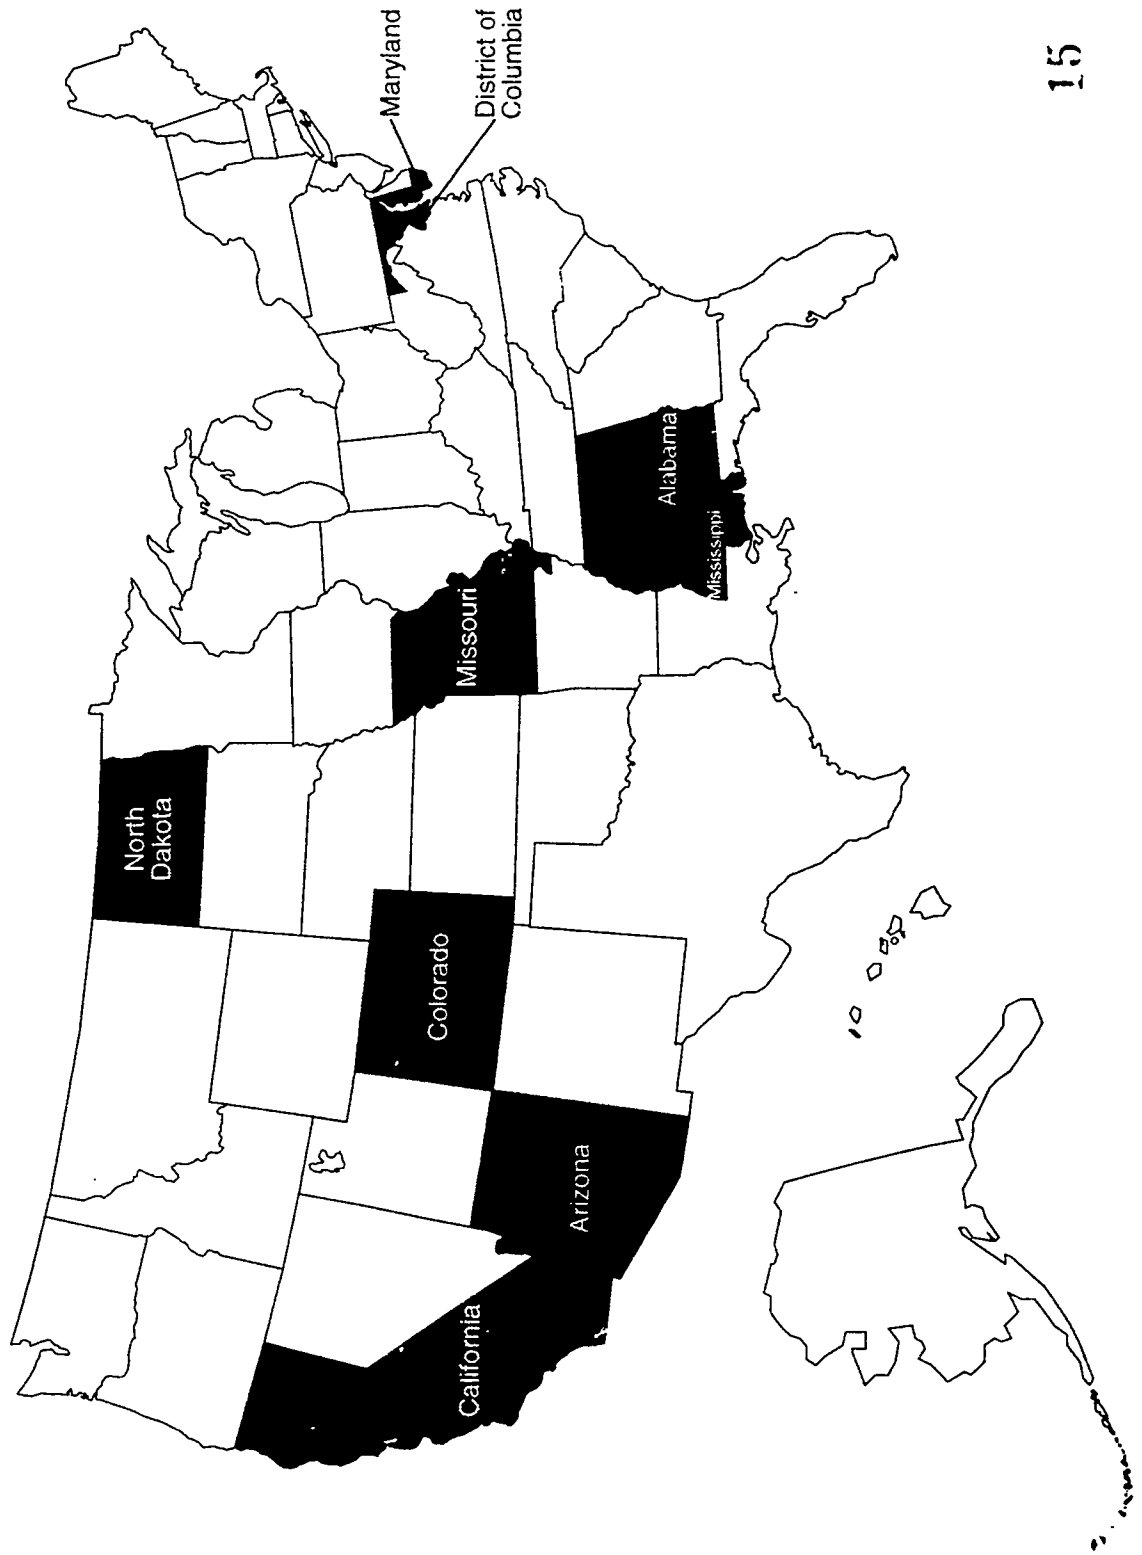 Maryland
District of
Columbia
North
Dakota
Missouri
Alabama
Mississippi
Colorado
Arizona
California
15